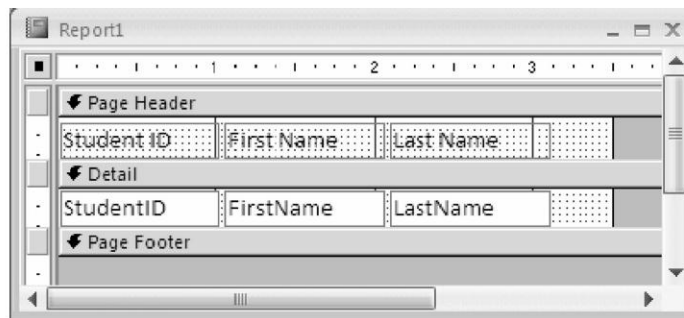 Report1
1 2 3
Page Header
Student ID First Name Last Name
Detail
StudentID FirstName LastName
Page Footer